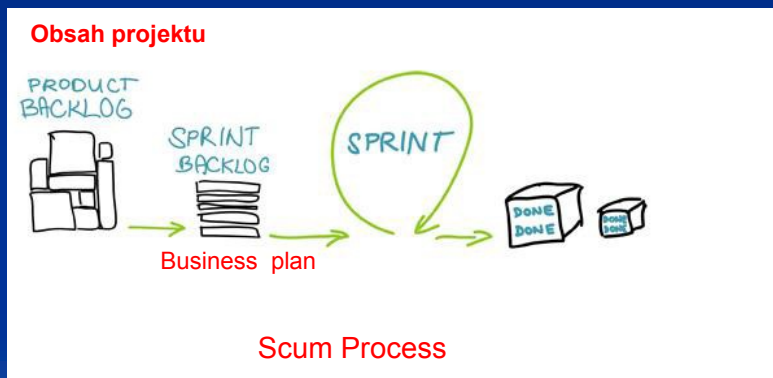 Obsah projektu
PRODUCT
BACKLOG
SPRINT
BACKLOG
SPRINT
DONE
DONE
DONE
DONE
Business plan
Scum Process